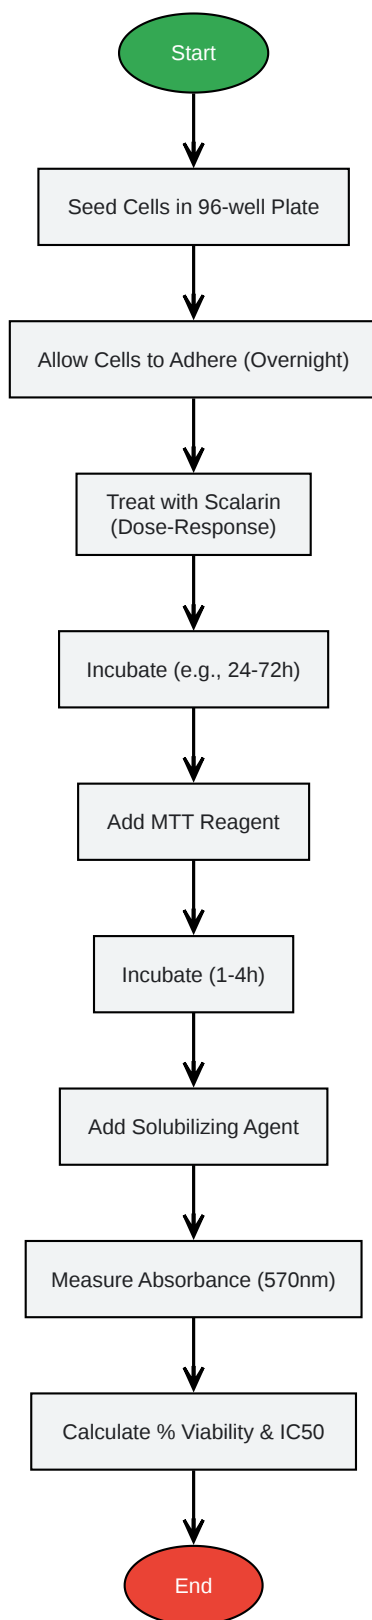 Start
Seed Cells in 96-well Plate
Allow Cells to Adhere (Overnight)
Treat with Scalarin
(Dose-Response)
Incubate (e.g., 24-72h)
Add MTT Reagent
Incubate (1-4h)
Add Solubilizing Agent
Measure Absorbance (570nm)
Calculate % Viability & IC50
End